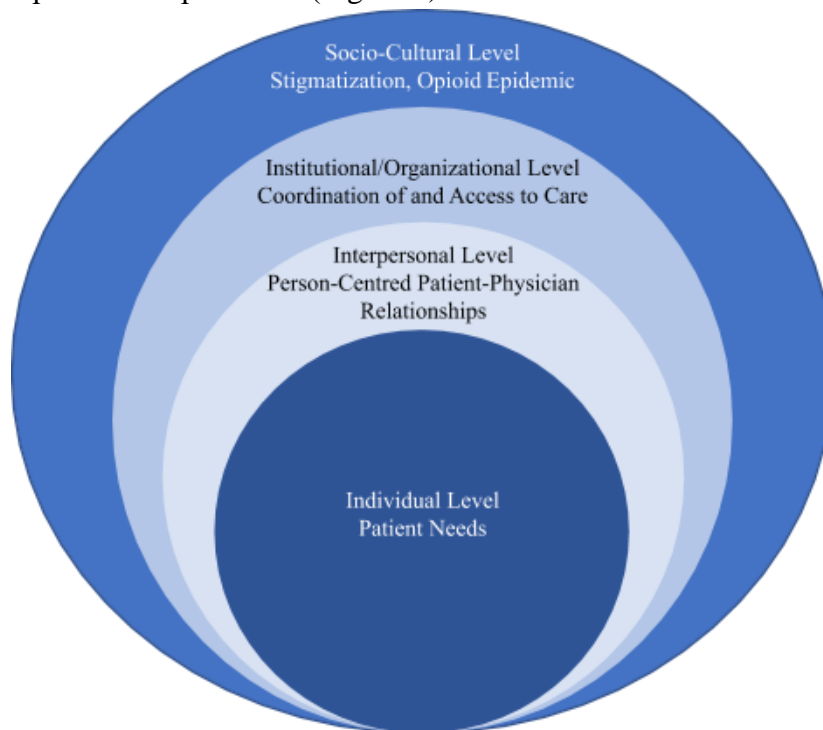 Socio-Cultural Level
Stigmatization, Opioid Epidemic
Institutional/Organizational Level
Coordination of and Access to Care
Interpersonal Level
Person-Centred Patient-Physician
Relationships
Individual Level
Patient Needs